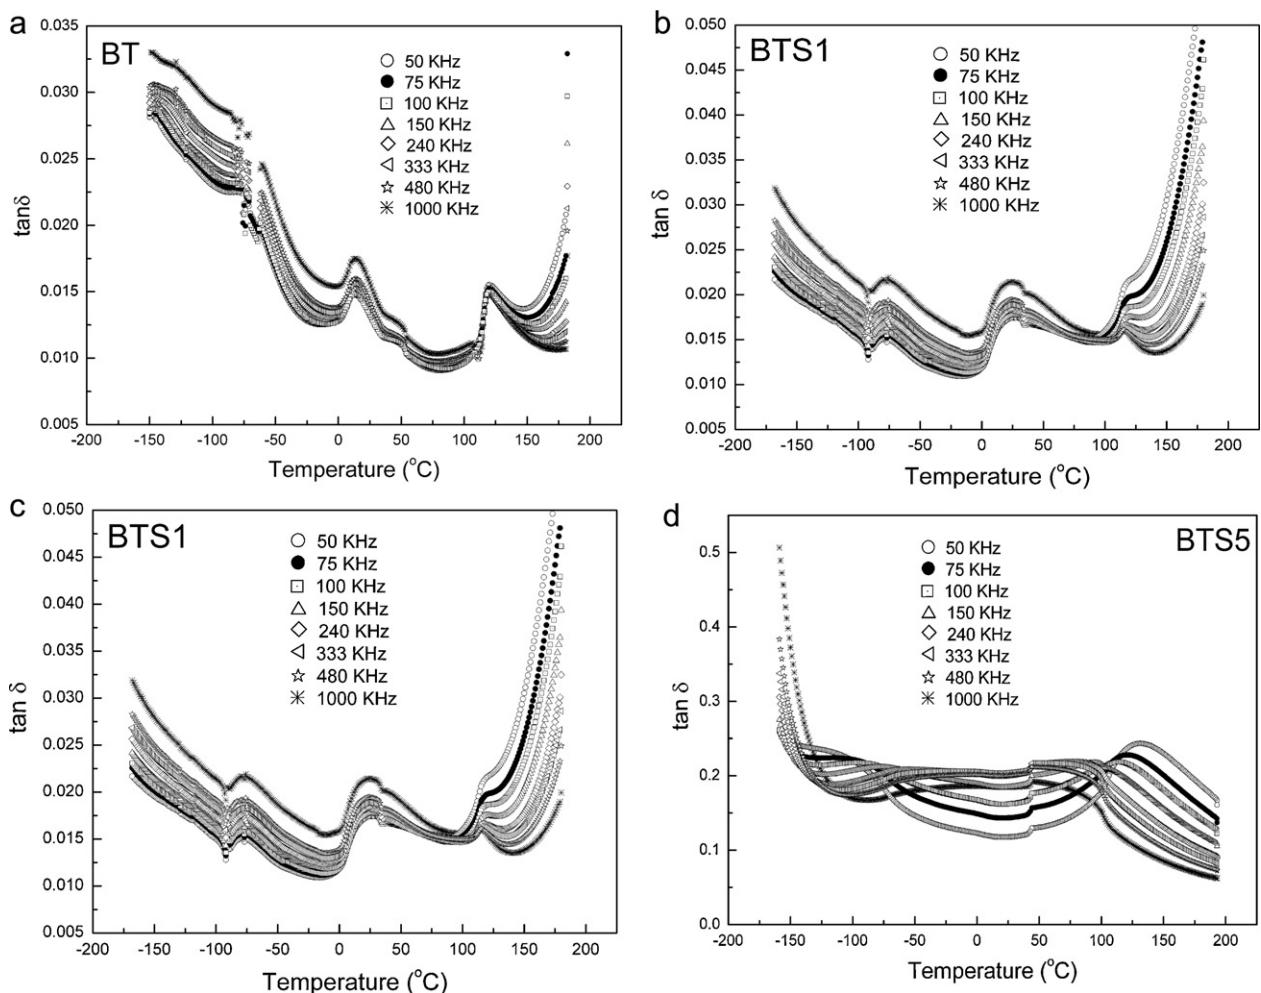 a
BT
0.035
0.030
0.025
0.020
0.015
0.010
0.005
tanδ
50 KHz
75 KHz
100 KHz
150 KHz
240 KHz
333 KHz
480 KHz
1000 KHz
-200 -150 -100 -50 0 50 100 150 200
Temperature (°C)
b
BTS1
0.050
0.045
0.040
0.035
0.030
0.025
0.020
0.015
0.010
0.005
tan δ
50 KHz
75 KHz
100 KHz
150 KHz
240 KHz
333 KHz
480 KHz
1000 KHz
-200 -150 -100 -50 0 50 100 150 200
Temperature (°C)
c
BTS1
0.050
0.045
0.040
0.035
0.030
0.025
0.020
0.015
0.010
0.005
tan δ
50 KHz
75 KHz
100 KHz
150 KHz
240 KHz
333 KHz
480 KHz
1000 KHz
-200 -150 -100 -50 0 50 100 150 200
Temperature (°C)
d
BTS5
0.5
0.4
0.3
0.2
0.1
0.0
tan δ
50 KHz
75 KHz
100 KHz
150 KHz
240 KHz
333 KHz
480 KHz
1000 KHz
-200 -150 -100 -50 0 50 100 150 200
Temperature (°C)